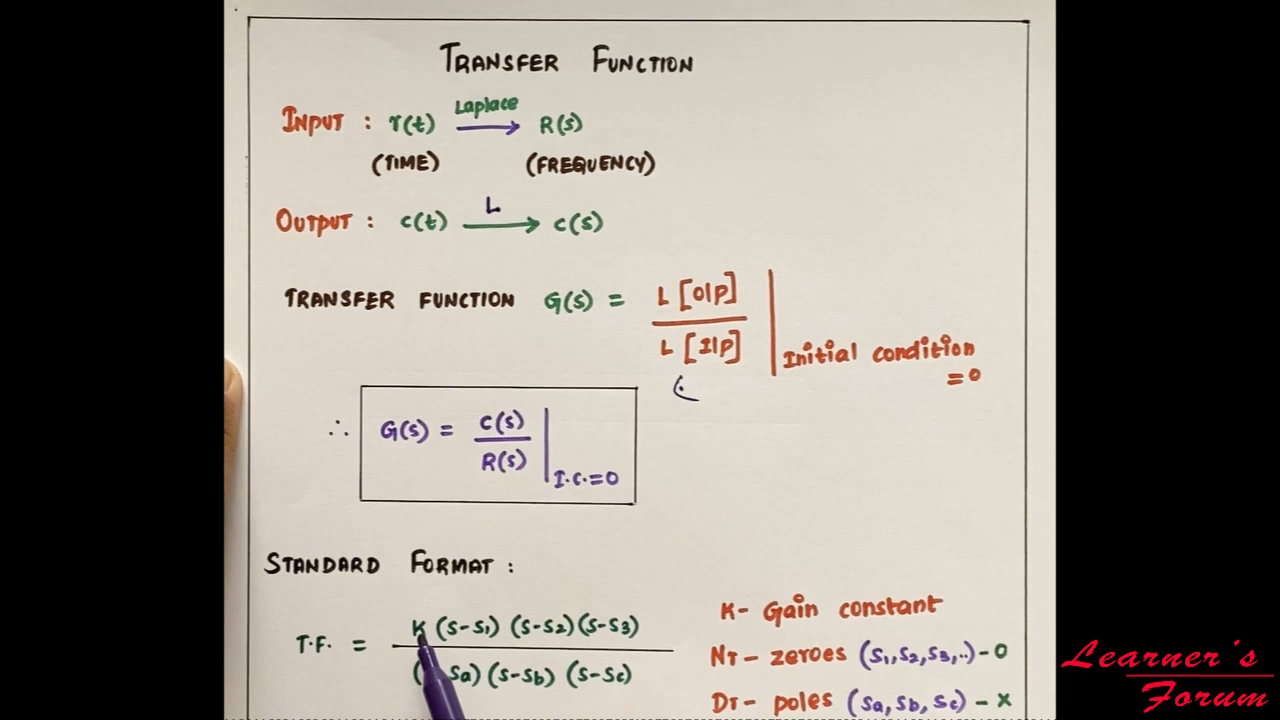 TRANSFER FUNCTION
INPUT : r(t) Laplace → R(s)
(TIME) (FREQUENCY)
OUTPUT : c(t) L → C(s)
TRANSFER FUNCTION G(s) = L [O|P] / L [I|P] | Initial condition = 0
∴ G(s) = C(s) / R(s) | I.C.=0
STANDARD FORMAT :
T.F. = K (s-s1) (s-s2) (s-s3) / ( sa) (s-sb) (s-sc)
K - Gain constant
Nr - zeroes (s1, s2, s3, ..) - O
Dr - poles (sa, sb, sc) - X
Learner's
Forum